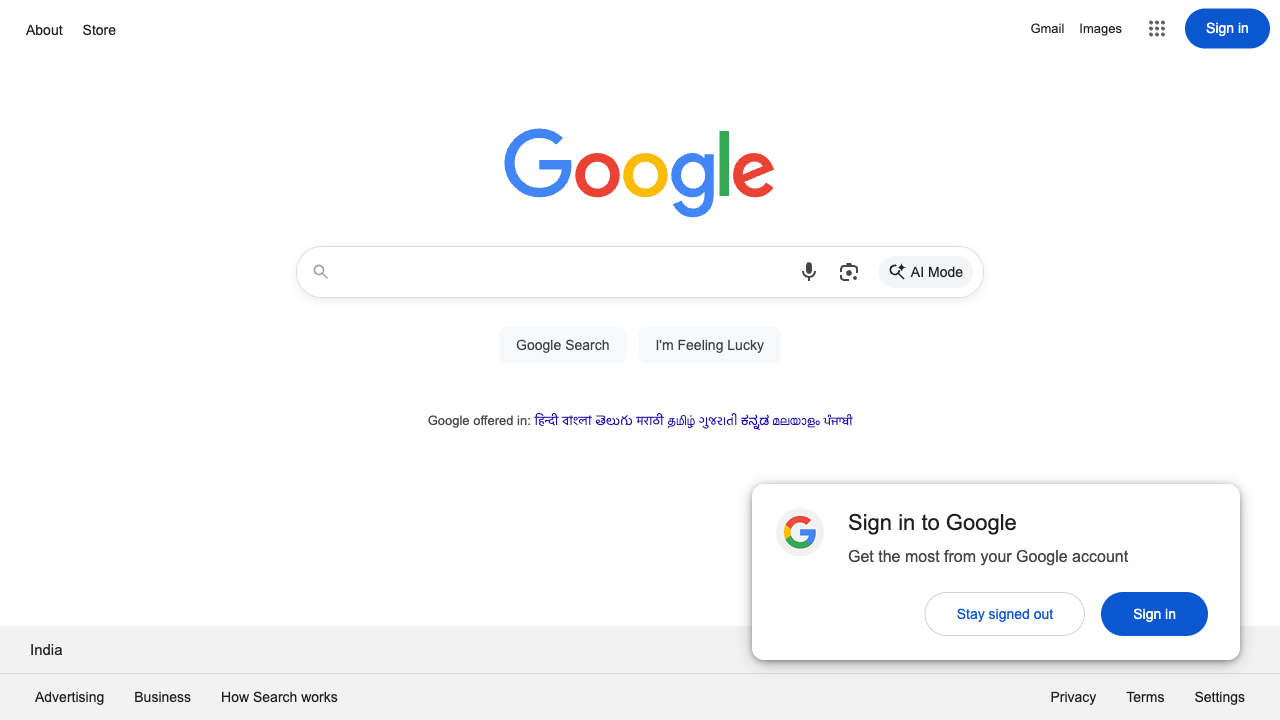 About Store
Gmail Images Sign in
Google
AI Mode
Google Search I'm Feeling Lucky
Google offered in: हिन्दी বাংলা తెలుగు मराठी தமிழ் ગુજરાતી ಕನ್ನಡ മലയാളം ਪੰਜਾਬੀ
Sign in to Google
Get the most from your Google account
Stay signed out Sign in
India
Advertising Business How Search works Privacy Terms Settings